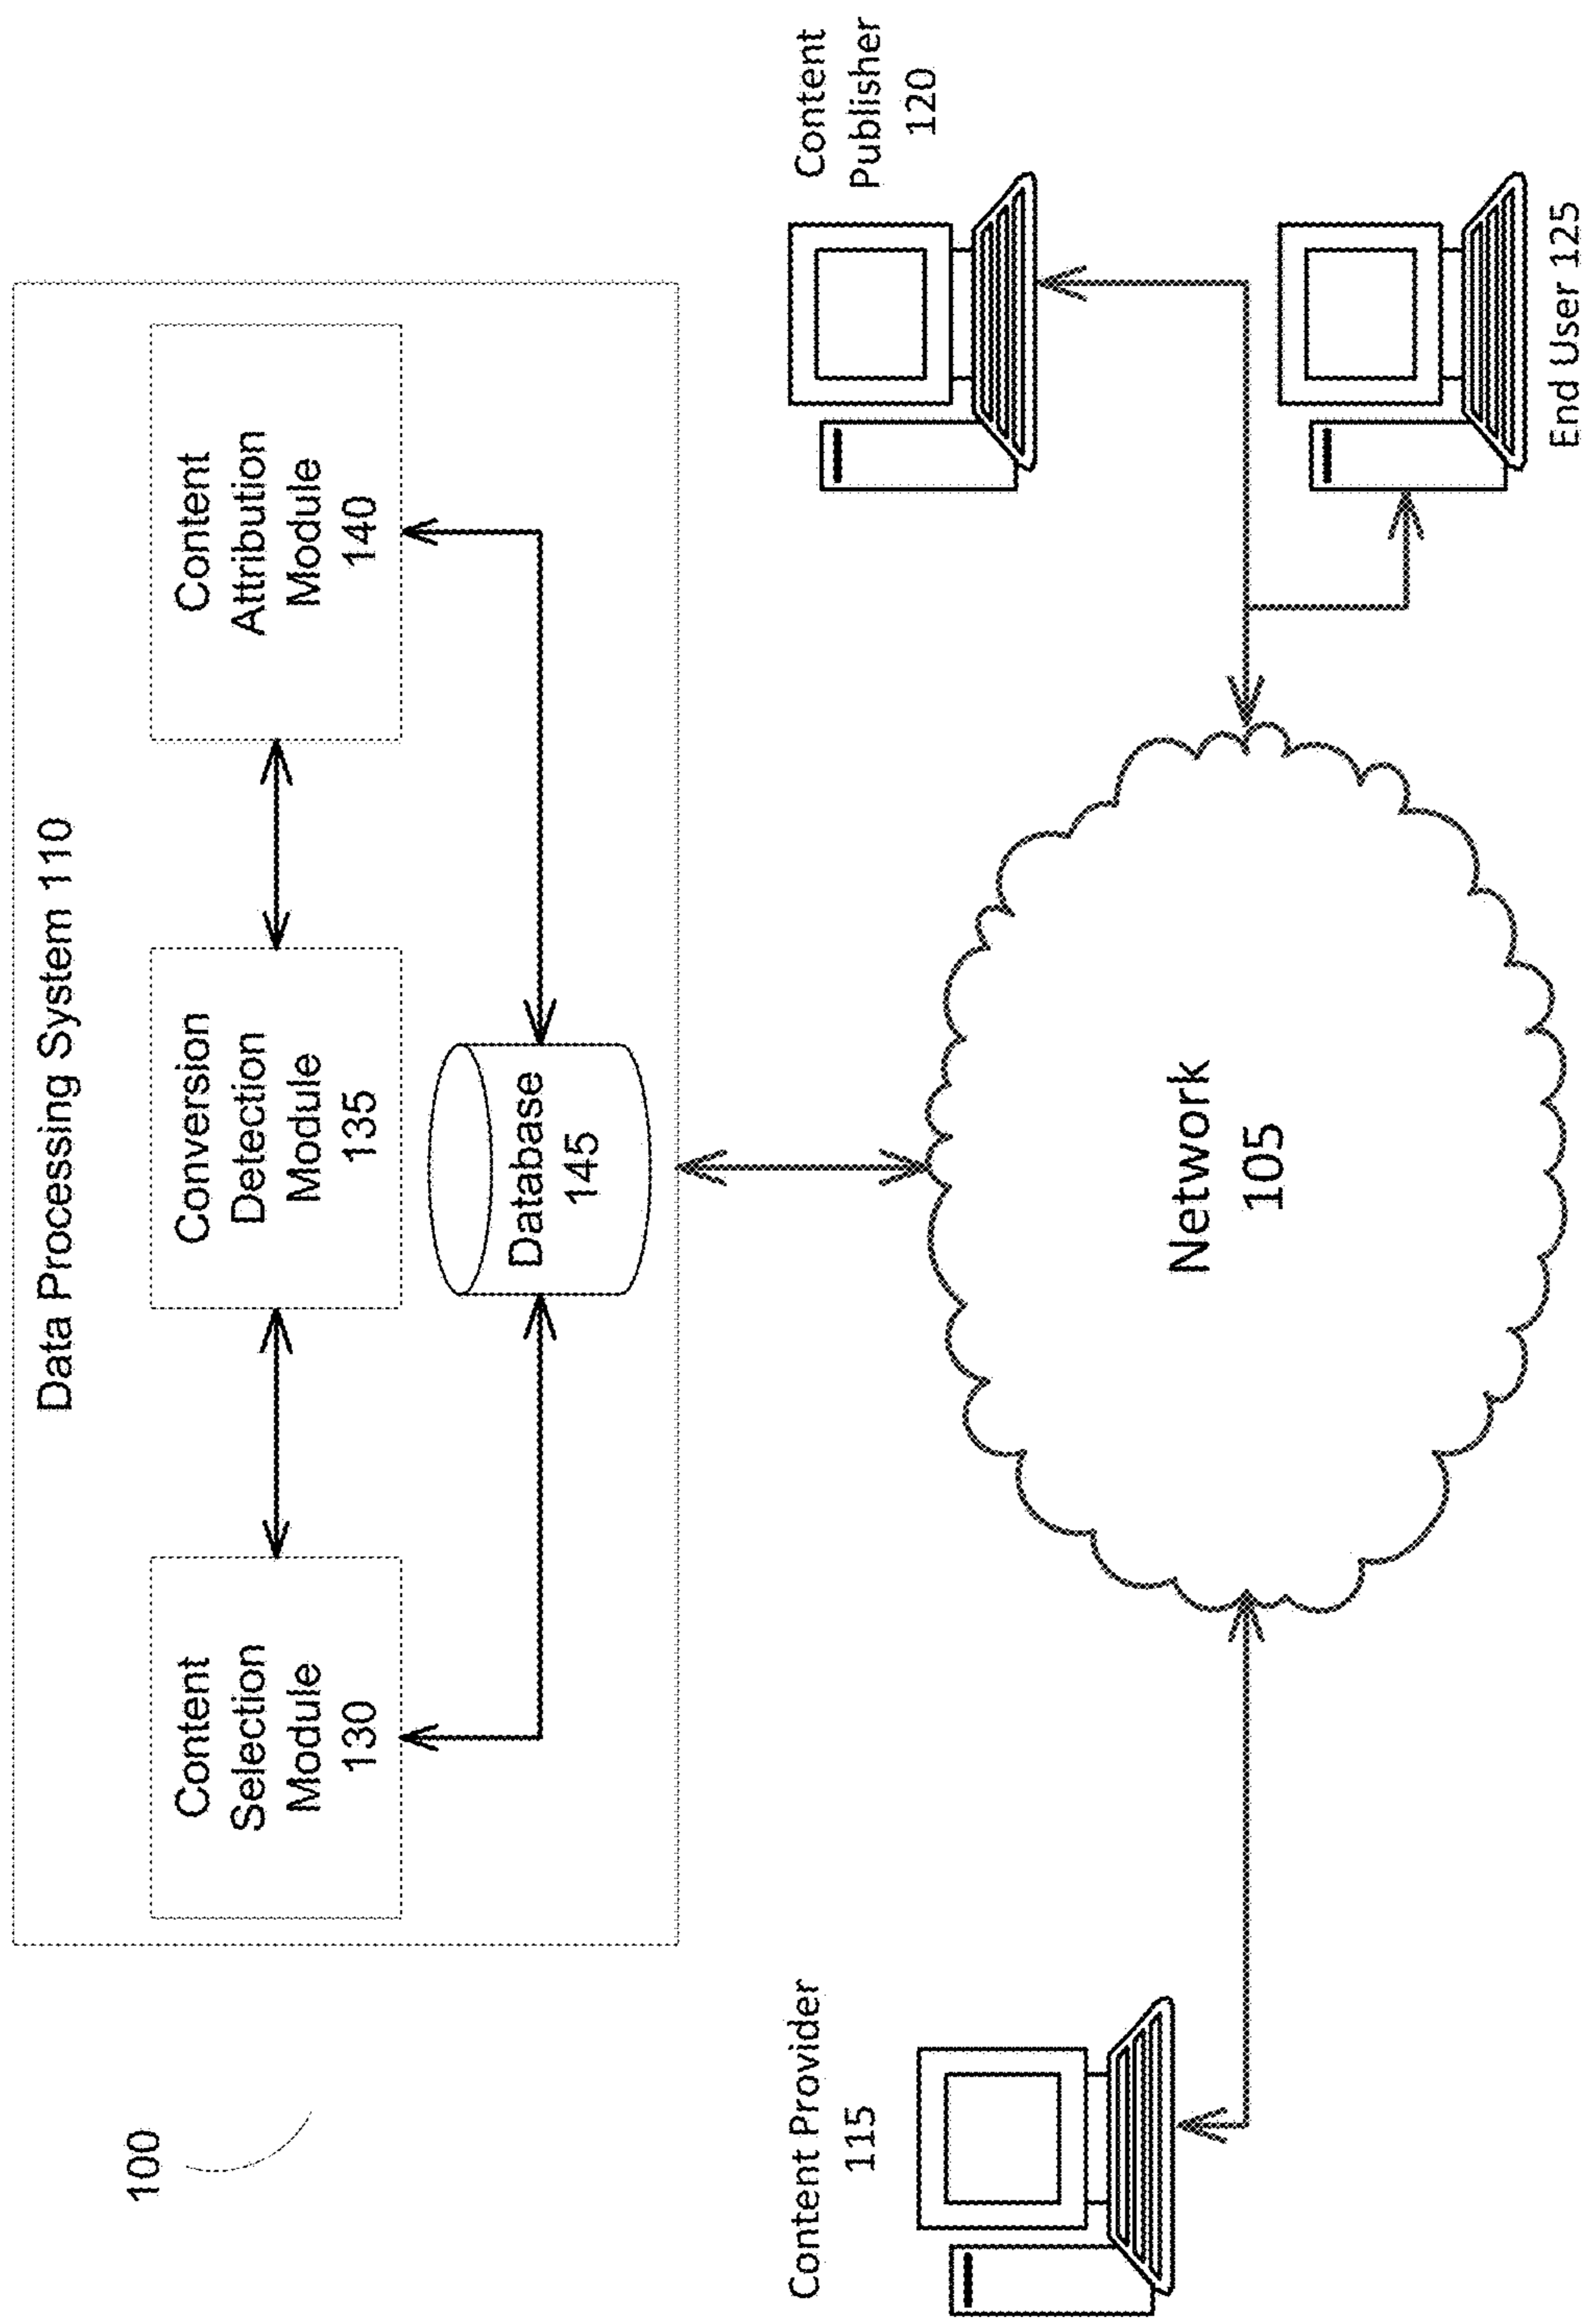 100
Data Processing System 110
Content
Selection
Module
130
Conversion
Detection
Module
135
Content
Attribution
Module
140
Database
145
Content Provider
115
Network
105
Content
Publisher
120
End User 125